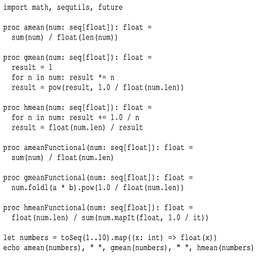 import math, sequtils, future

proc amean(num: seq[float]): float =
  sum(num) / float(len(num))

proc gmean(num: seq[float]): float =
  result = 1
  for n in num: result *= n
  result = pow(result, 1.0 / float(num.len))

proc hmean(num: seq[float]): float =
  for n in num: result += 1.0 / n
  result = float(num.len) / result

proc ameanFunctional(num: seq[float]): float =
  sum(num) / float(num.len)

proc gmeanFunctional(num: seq[float]): float =
  num.foldl(a * b).pow(1.0 / float(num.len))

proc hmeanFunctional(num: seq[float]): float =
  float(num.len) / sum(num.mapIt(float, 1.0 / it))

let numbers = toSeq(1..10).map((x: int) => float(x))
echo amean(numbers), " ", gmean(numbers), " ", hmean(numbers)